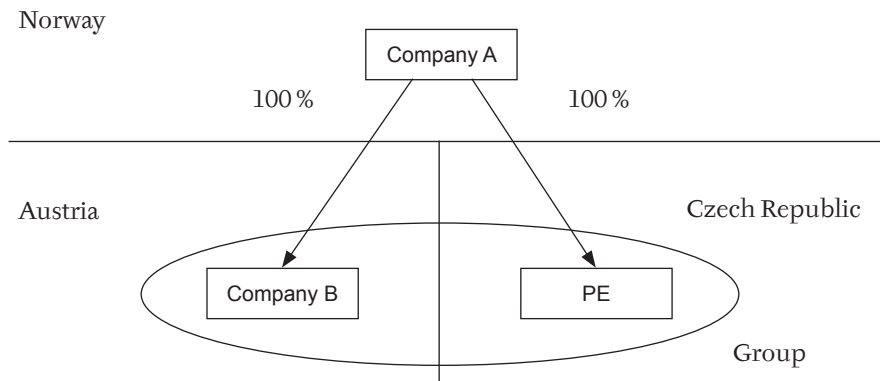 Norway
Company A
100 % 100 %
Austria
Czech Republic
Company B PE
Group